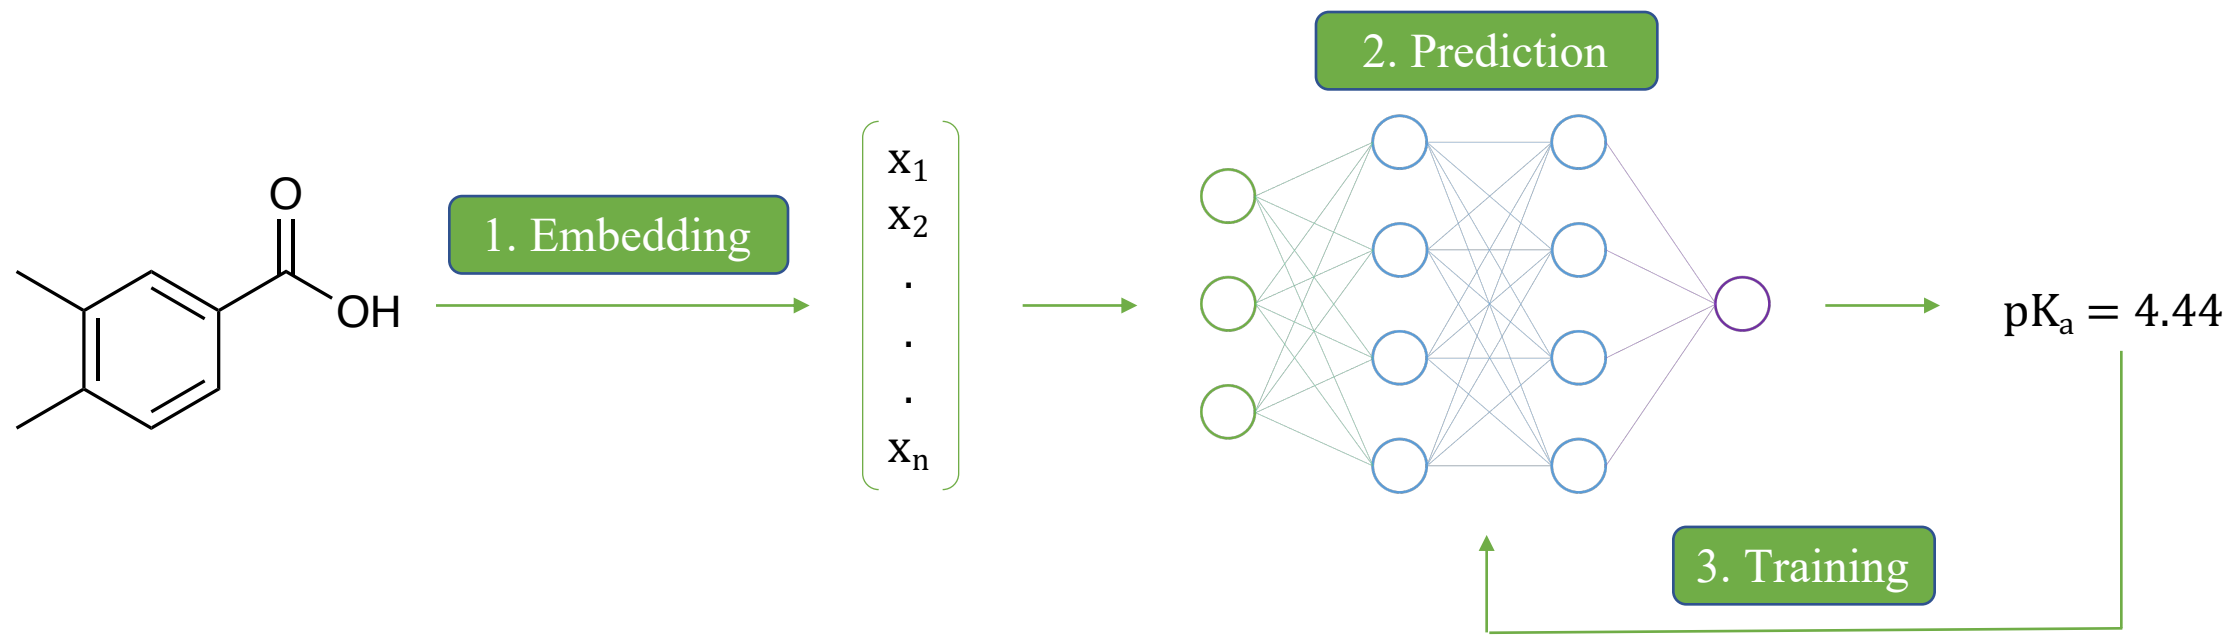 O
OH
1. Embedding
x₁
x₂
.
.
.
xₙ
2. Prediction
pKₐ = 4.44
3. Training